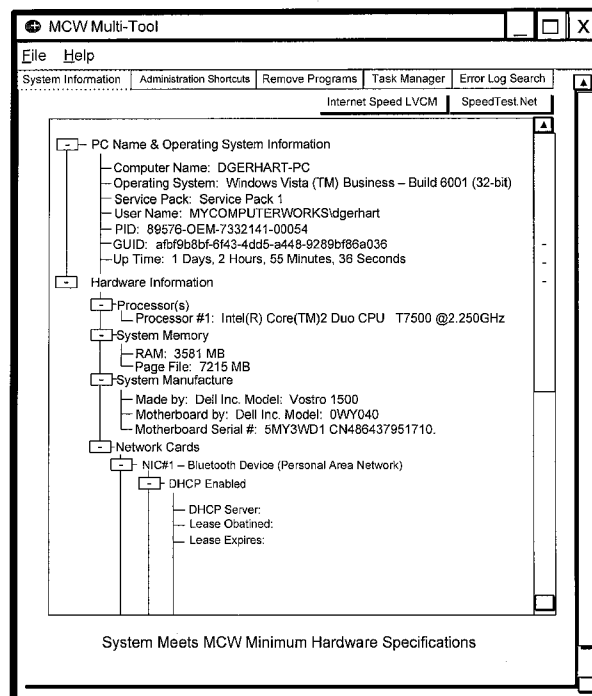 MCW Multi-Tool
File Help
System Information Administration Shortcuts Remove Programs Task Manager Error Log Search
Internet Speed LVCM SpeedTest.Net
PC Name & Operating System Information
Computer Name: DGERHART-PC
Operating System: Windows Vista (TM) Business – Build 6001 (32-bit)
Service Pack: Service Pack 1
User Name: MYCOMPUTERWORKS\dgerhart
PID: 89576-OEM-7332141-00054
GUID: afbf9b8bf-6f43-4dd5-a448-9289bf86a036
Up Time: 1 Days, 2 Hours, 55 Minutes, 36 Seconds
Hardware Information
Processor(s)
Processor #1: Intel(R) Core(TM)2 Duo CPU T7500 @2.250GHz
System Memory
RAM: 3581 MB
Page File: 7215 MB
System Manufacture
Made by: Dell Inc. Model: Vostro 1500
Motherboard by: Dell Inc. Model: 0WY040
Motherboard Serial #: 5MY3WD1 CN486437951710.
Network Cards
NIC#1 – Bluetooth Device (Personal Area Network)
DHCP Enabled
DHCP Server:
Lease Obatined:
Lease Expires:
System Meets MCW Minimum Hardware Specifications